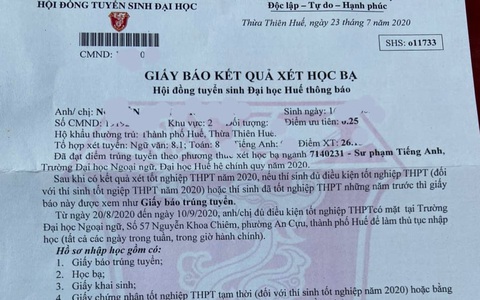 HỘI ĐỒNG TUYỂN SINH ĐẠI HỌC
Độc lập - Tự do - Hạnh phúc
Thừa Thiên Huế, ngày 23 tháng 7 năm 2020
CMND:
SHS: 011733
GIẤY BÁO KẾT QUẢ XÉT HỌC BẠ
Hội đồng tuyển sinh Đại học Huế thông báo
Anh/ chị: Sinh ngày:
Số CMND: Khu vực: 2 Đối tượng: Điểm ưu tiên: 0.25
Hộ khẩu thường trú: Thành phố Huế, Thừa Thiên Huế.
Tổ hợp xét tuyển: Ngữ văn: 8.1; Tiếng Anh: Điểm XT: 26.
Đã đạt điểm trúng tuyển theo phương thức xét học bạ ngành 7140231 - Sư phạm Tiếng Anh,
Trường Đại học Ngoại ngữ, Đại học Huế hệ chính quy năm 2020.
Sau khi có kết quả xét tốt nghiệp THPT năm 2020, nếu thí sinh đủ điều kiện tốt nghiệp THPT (đối
với thí sinh tốt nghiệp THPT năm 2020) hoặc thí sinh đã tốt nghiệp THPT những năm trước thì giấy
báo này được xem như Giấy báo trúng tuyển.
Từ ngày 20/8/2020 đến ngày 10/9/2020, anh/chị đủ điều kiện tốt nghiệp THPTcó mặt tại Trường
Đại học Ngoại ngữ, Số 57 Nguyễn Khoa Chiêm, phường An Cựu, thành phố Huế để làm thủ tục nhập
học (tất cả các ngày trong tuần, trong giờ hành chính).
Hồ sơ nhập học gồm có:
1. Giấy báo trúng tuyển;
2. Học bạ;
3. Giấy khai sinh;
4. Giấy chứng nhận tốt nghiệp THPT tạm thời (đối với thí sinh tốt nghiệp năm 2020) hoặc bằng